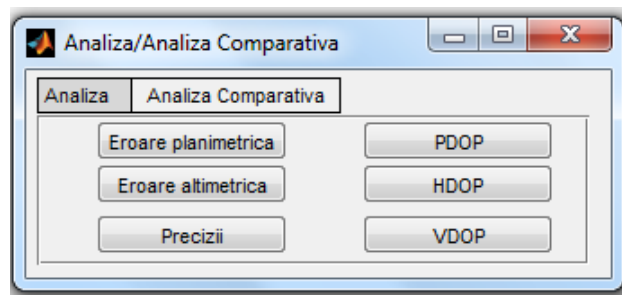 Analiza/Analiza Comparativa
Analiza Analiza Comparativa
Eroare planimetrica PDOP
Eroare altimetrica HDOP
Precizii VDOP